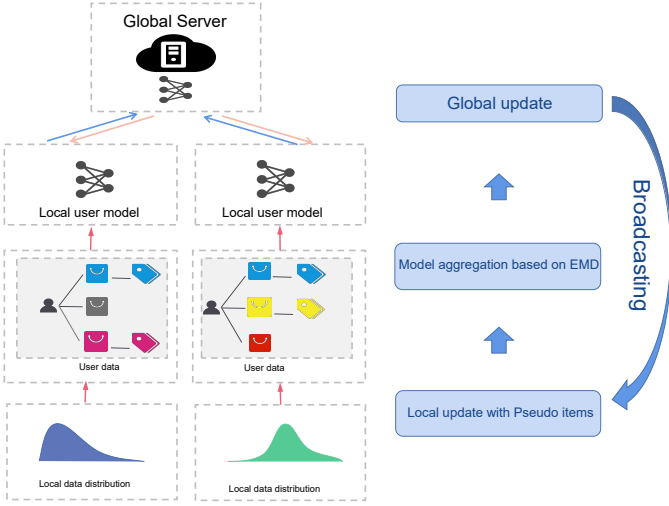 Global Server
Local user model
Local user model
User data
User data
Local data distribution
Local data distribution
Global update
Model aggregation based on EMD
Local update with Pseudo items
Broadcasting